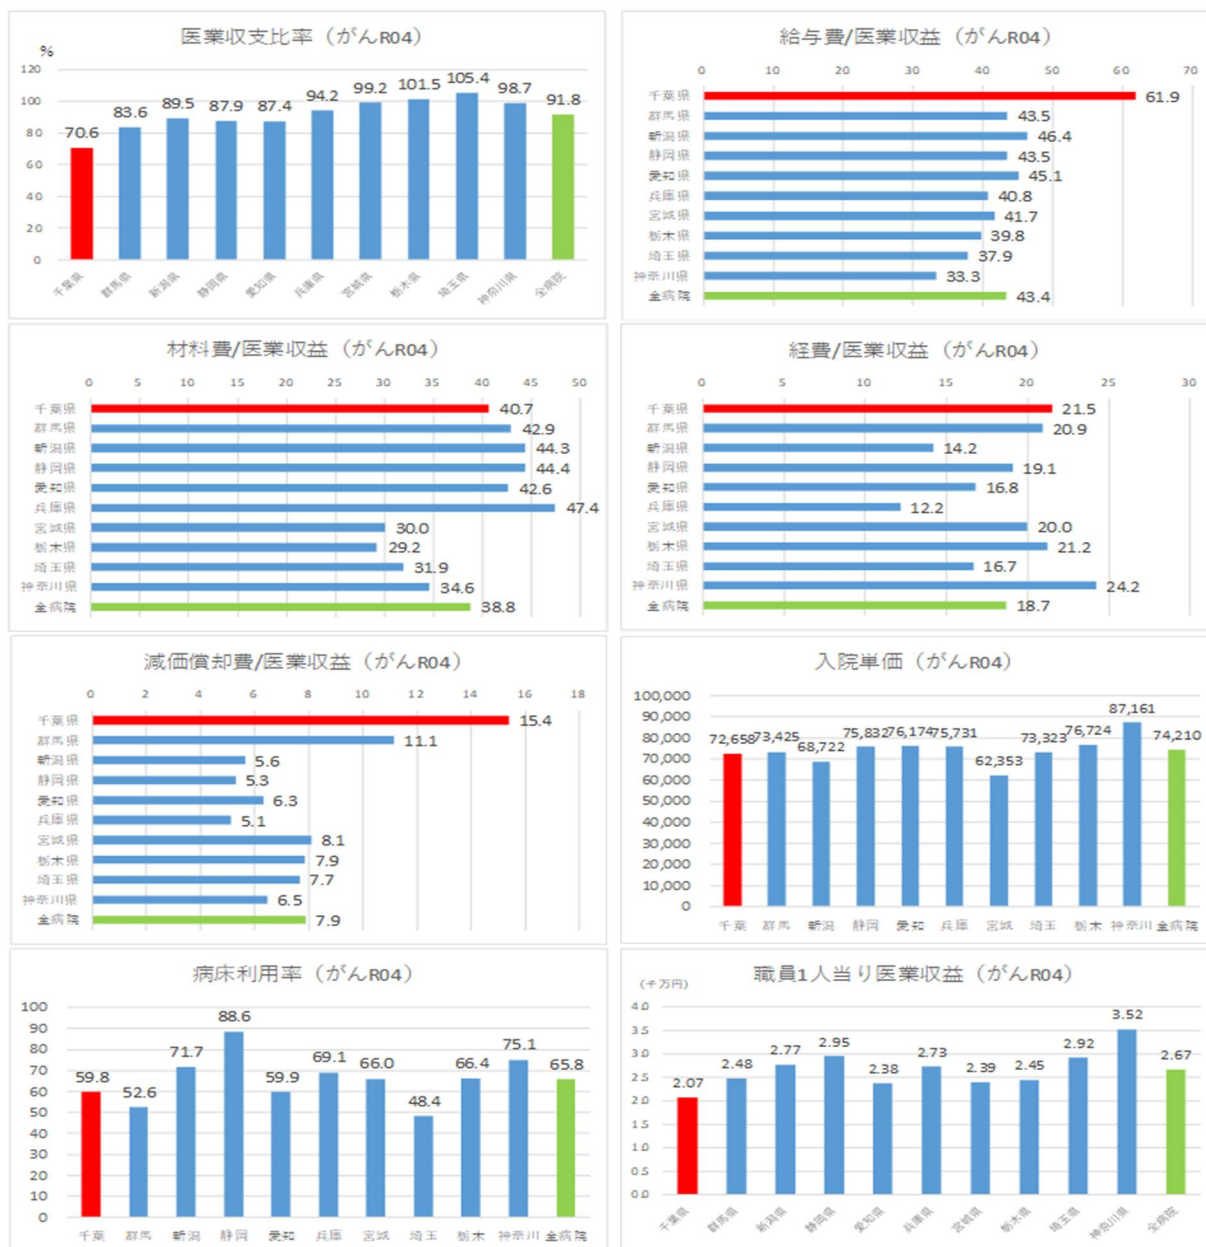 医業収支比率（がんR04）
%
120
100
80
60
40
20
0
70.6
83.6
89.5
87.9
87.4
94.2
99.2
101.5
105.4
98.7
91.8
千葉県
群馬県
新潟県
静岡県
愛知県
兵庫県
宮城県
栃木県
埼玉県
神奈川県
全病院
給与費/医業収益（がんR04）
0 10 20 30 40 50 60 70
千葉県 61.9
群馬県 43.5
新潟県 46.4
静岡県 43.5
愛知県 45.1
兵庫県 40.8
宮城県 41.7
栃木県 39.8
埼玉県 37.9
神奈川県 33.3
全病院 43.4
材料費/医業収益（がんR04）
0 5 10 15 20 25 30 35 40 45 50
千葉県 40.7
群馬県 42.9
新潟県 44.3
静岡県 44.4
愛知県 42.6
兵庫県 47.4
宮城県 30.0
栃木県 29.2
埼玉県 31.9
神奈川県 34.6
全病院 38.8
経費/医業収益（がんR04）
0 5 10 15 20 25 30
千葉県 21.5
群馬県 20.9
新潟県 14.2
静岡県 19.1
愛知県 16.8
兵庫県 12.2
宮城県 20.0
栃木県 21.2
埼玉県 16.7
神奈川県 24.2
全病院 18.7
減価償却費/医業収益（がんR04）
0 2 4 6 8 10 12 14 16 18
千葉県 15.4
群馬県 11.1
新潟県 5.6
静岡県 5.3
愛知県 6.3
兵庫県 5.1
宮城県 8.1
栃木県 7.9
埼玉県 7.7
神奈川県 6.5
全病院 7.9
入院単価（がんR04）
100,000
90,000
80,000
70,000
60,000
50,000
40,000
30,000
20,000
10,000
0
72,658
73,425
68,722
75,832
76,174
75,731
62,353
73,323
76,724
87,161
74,210
千葉 群馬 新潟 静岡 愛知 兵庫 宮城 埼玉 栃木 神奈川 全病院
病床利用率（がんR04）
100
90
80
70
60
50
40
30
20
10
0
59.8
52.6
71.7
88.6
59.9
69.1
66.0
48.4
66.4
75.1
65.8
千葉 群馬 新潟 静岡 愛知 兵庫 宮城 埼玉 栃木 神奈川 全病院
職員1人当り医業収益（がんR04）
（千万円）
4.0
3.5
3.0
2.5
2.0
1.5
1.0
0.5
0.0
2.07
2.48
2.77
2.95
2.38
2.73
2.39
2.45
2.92
3.52
2.67
千葉県
群馬県
新潟県
静岡県
愛知県
兵庫県
宮城県
栃木県
埼玉県
神奈川県
全病院